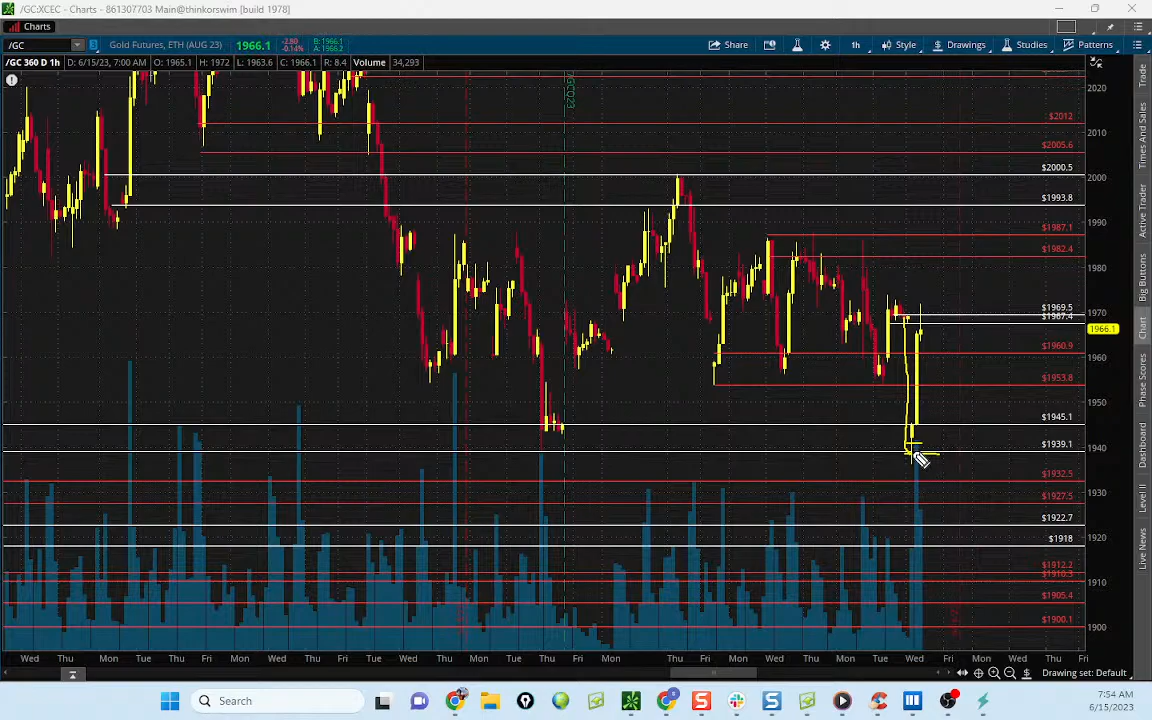 /GC:XCEC - Charts - 861307703 Main@thinkorswim [build 1978]
Charts
/GC 3 Gold Futures, ETH (AUG 23) 1966.1 -2.80 -0.14% B: 1966.1 A: 1966.2 Share 1h Style Drawings Studies Patterns
/GC 360 D 1h D: 6/15/23, 7:00 AM O: 1965.1 H: 1972 L: 1963.6 C: 1966.1 R: 8.4 Volume 34,293
2020
$2012
2010
$2005.6
2000
$2000.5
$1993.8
1990
$1987.1
1980
$1982.4
1970
$1969.5
$1967.4
1966.1
1960
$1960.9
$1953.8
1950
$1945.1
1940
$1939.1
1930
$1932.5
$1927.5
1920
$1922.7
$1918
1910
$1912.2
$1910.3
$1905.4
1900
$1900.1
Trade
Times And Sales
Active Trader
Big Buttons
Chart
Phase Scores
Dashboard
Level II
Live News
Wed Thu Mon Tue Thu Fri Mon Thu Fri Tue Wed Thu Mon Tue Thu Fri Mon Thu Fri Mon Wed Thu Mon Tue Wed Fri Mon Wed Thu Fri
Drawing set: Default
Search
7:54 AM
6/15/2023